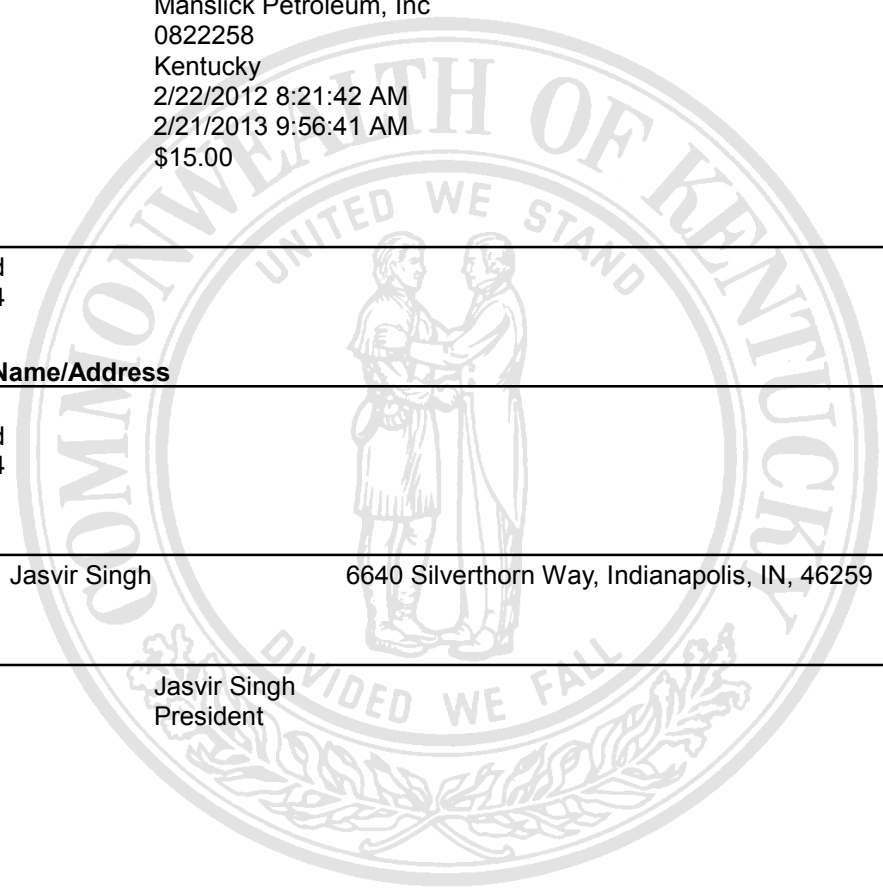 Manslick Petroleum, Inc
0822258
Kentucky
2/22/2012 8:21:42 AM
2/21/2013 9:56:41 AM
$15.00
COMMONWEALTH OF KENTUCKY
UNITED WE STAND
d
4
Name/Address
d
4
Jasvir Singh 6640 Silverthorn Way, Indianapolis, IN, 46259
DIVIDED WE FALL
Jasvir Singh
President